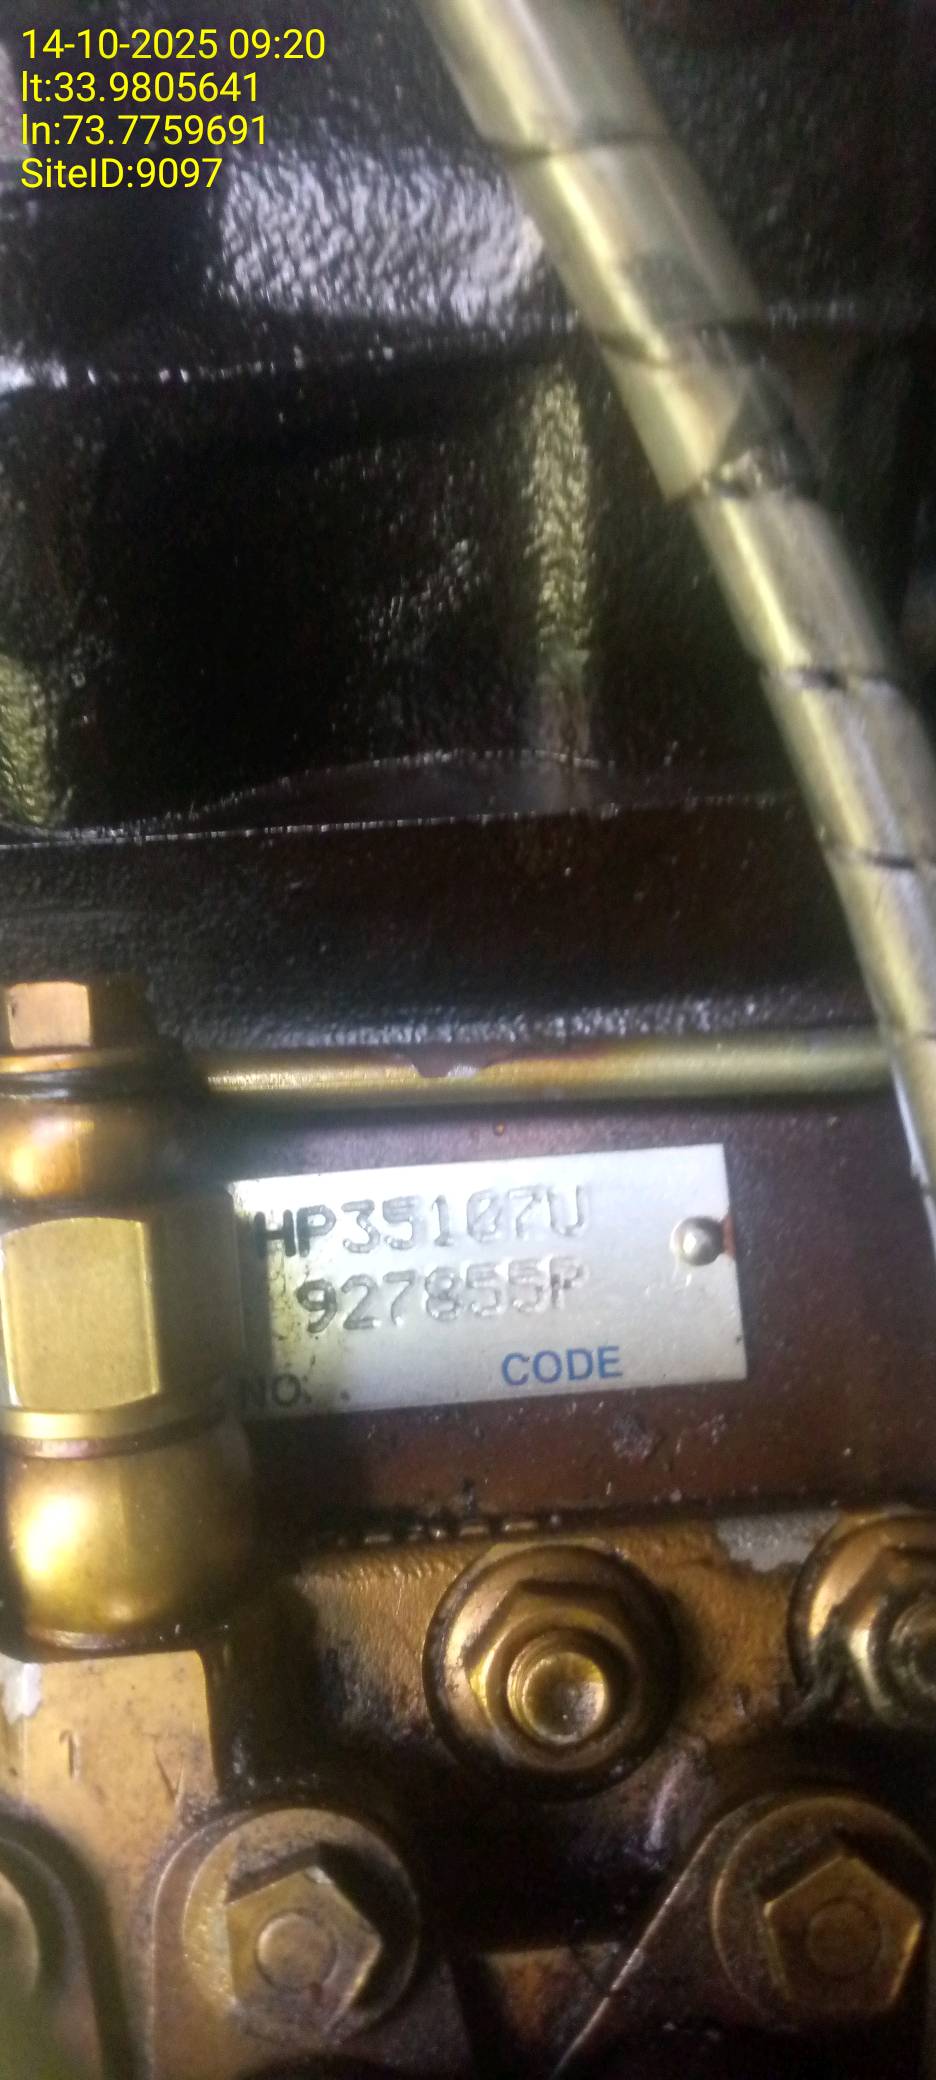 14-10-2025 09:20
lt:33.9805641
ln:73.7759691
SiteID:9097
HP35107U
927855P
NO. CODE